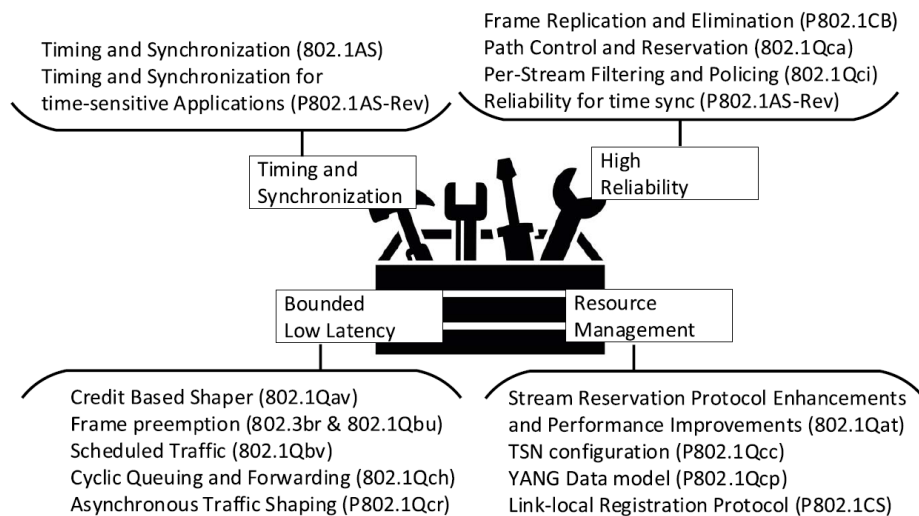 Timing and Synchronization (802.1AS)
Timing and Synchronization for
time-sensitive Applications (P802.1AS-Rev)
Frame Replication and Elimination (P802.1CB)
Path Control and Reservation (802.1Qca)
Per-Stream Filtering and Policing (802.1Qci)
Reliability for time sync (P802.1AS-Rev)
Timing and
Synchronization
High
Reliability
Bounded
Low Latency
Resource
Management
Credit Based Shaper (802.1Qav)
Frame preemption (802.3br & 802.1Qbu)
Scheduled Traffic (802.1Qbv)
Cyclic Queuing and Forwarding (802.1Qch)
Asynchronous Traffic Shaping (P802.1Qcr)
Stream Reservation Protocol Enhancements
and Performance Improvements (802.1Qat)
TSN configuration (P802.1Qcc)
YANG Data model (P802.1Qcp)
Link-local Registration Protocol (P802.1CS)